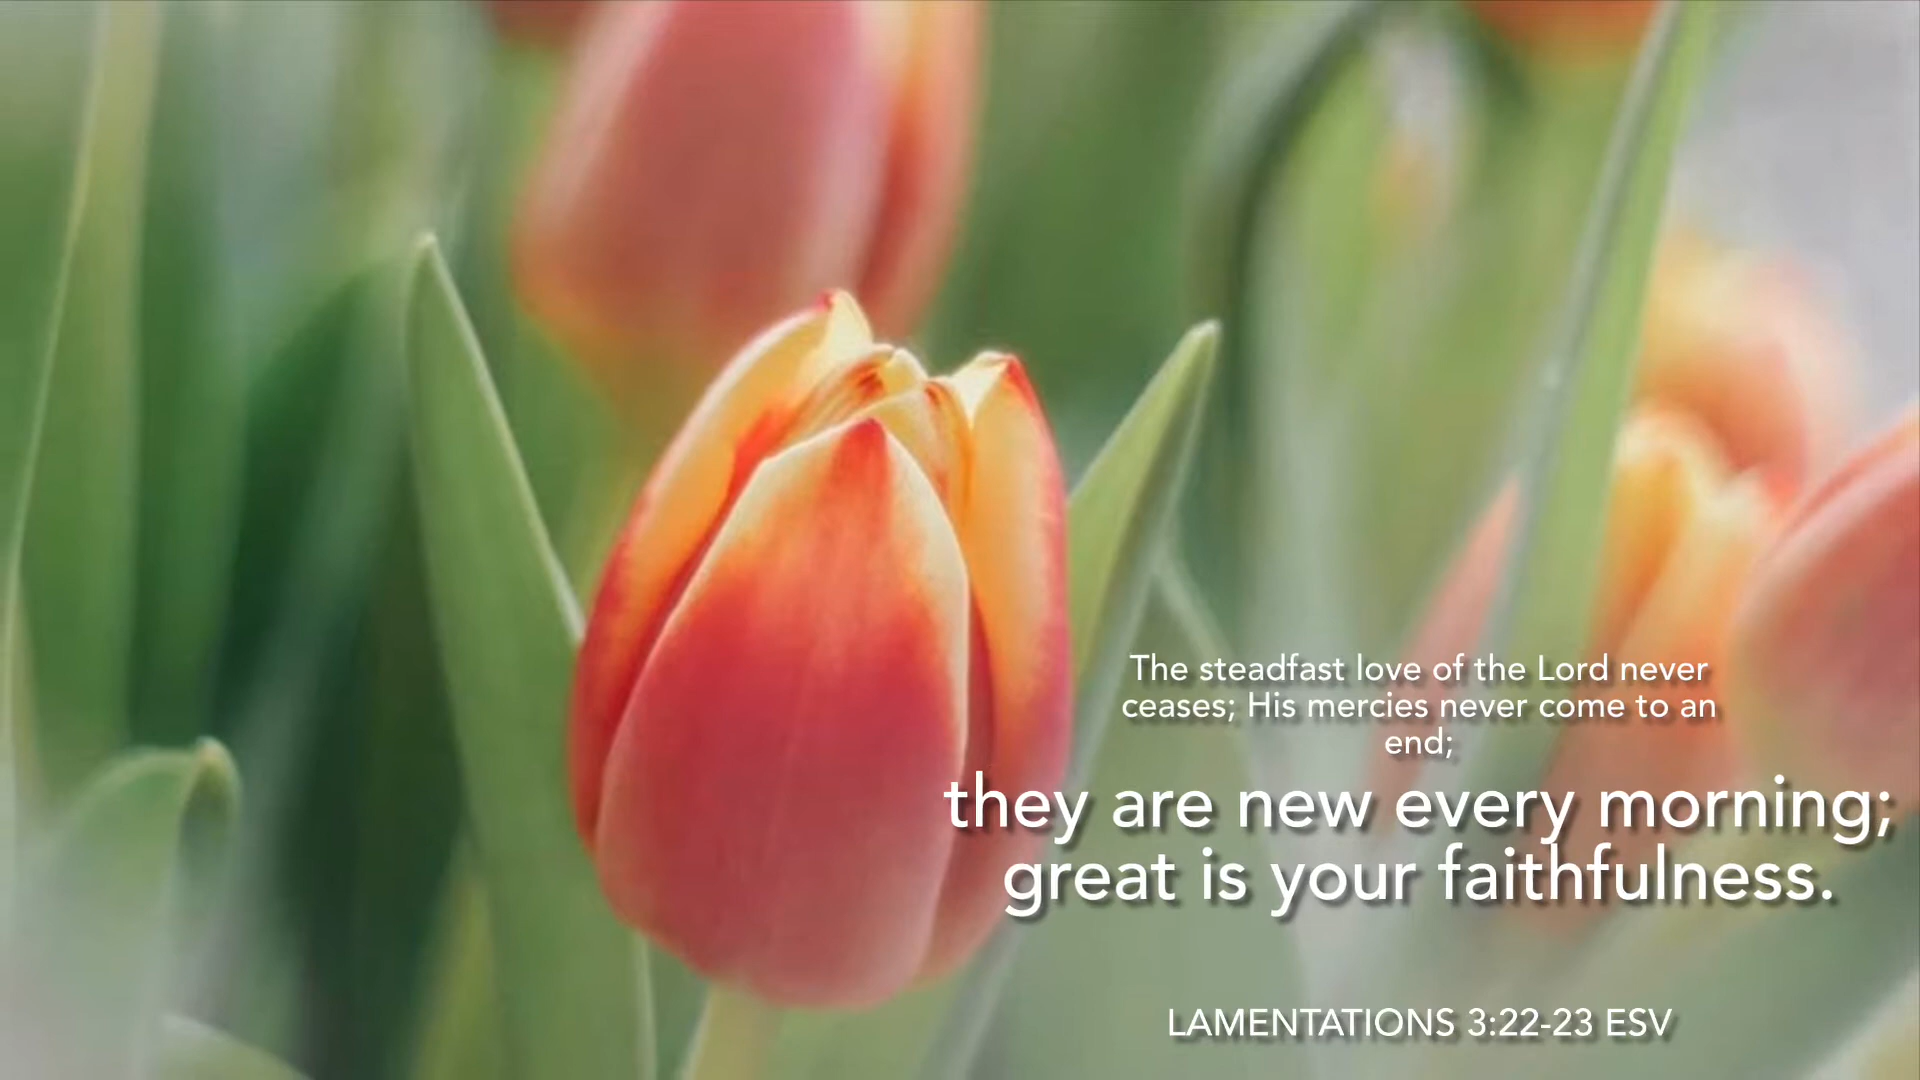 The steadfast love of the Lord never
ceases; His mercies never come to an
end;
they are new every morning;
great is your faithfulness.
LAMENTATIONS 3:22-23 ESV